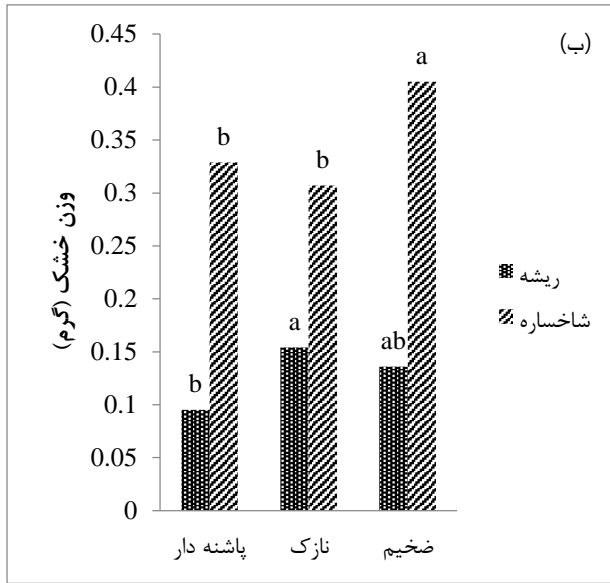 (ب)
وزن خشک (گرم)
0.45
0.4
0.35
0.3
0.25
0.2
0.15
0.1
0.05
0
b
b
a
b
ab
a
پاشنه دار
نازک
ضخیم
ریشه
شاخساره